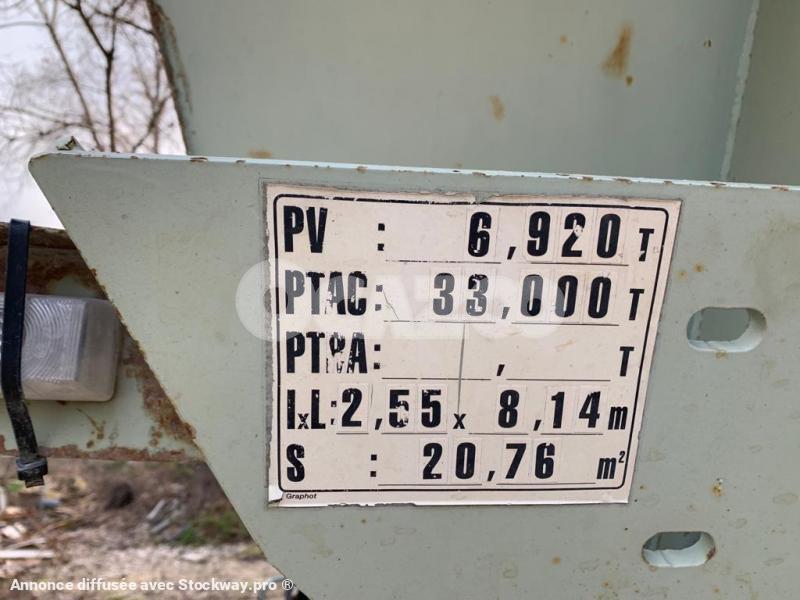 PV : 6,920 T
PTAC: 33,000 T
PTRA: , T
lxL: 2,55 x 8,14 m
S : 20,76 m²
Graphot
Annonce diffusée avec Stockway.pro ®